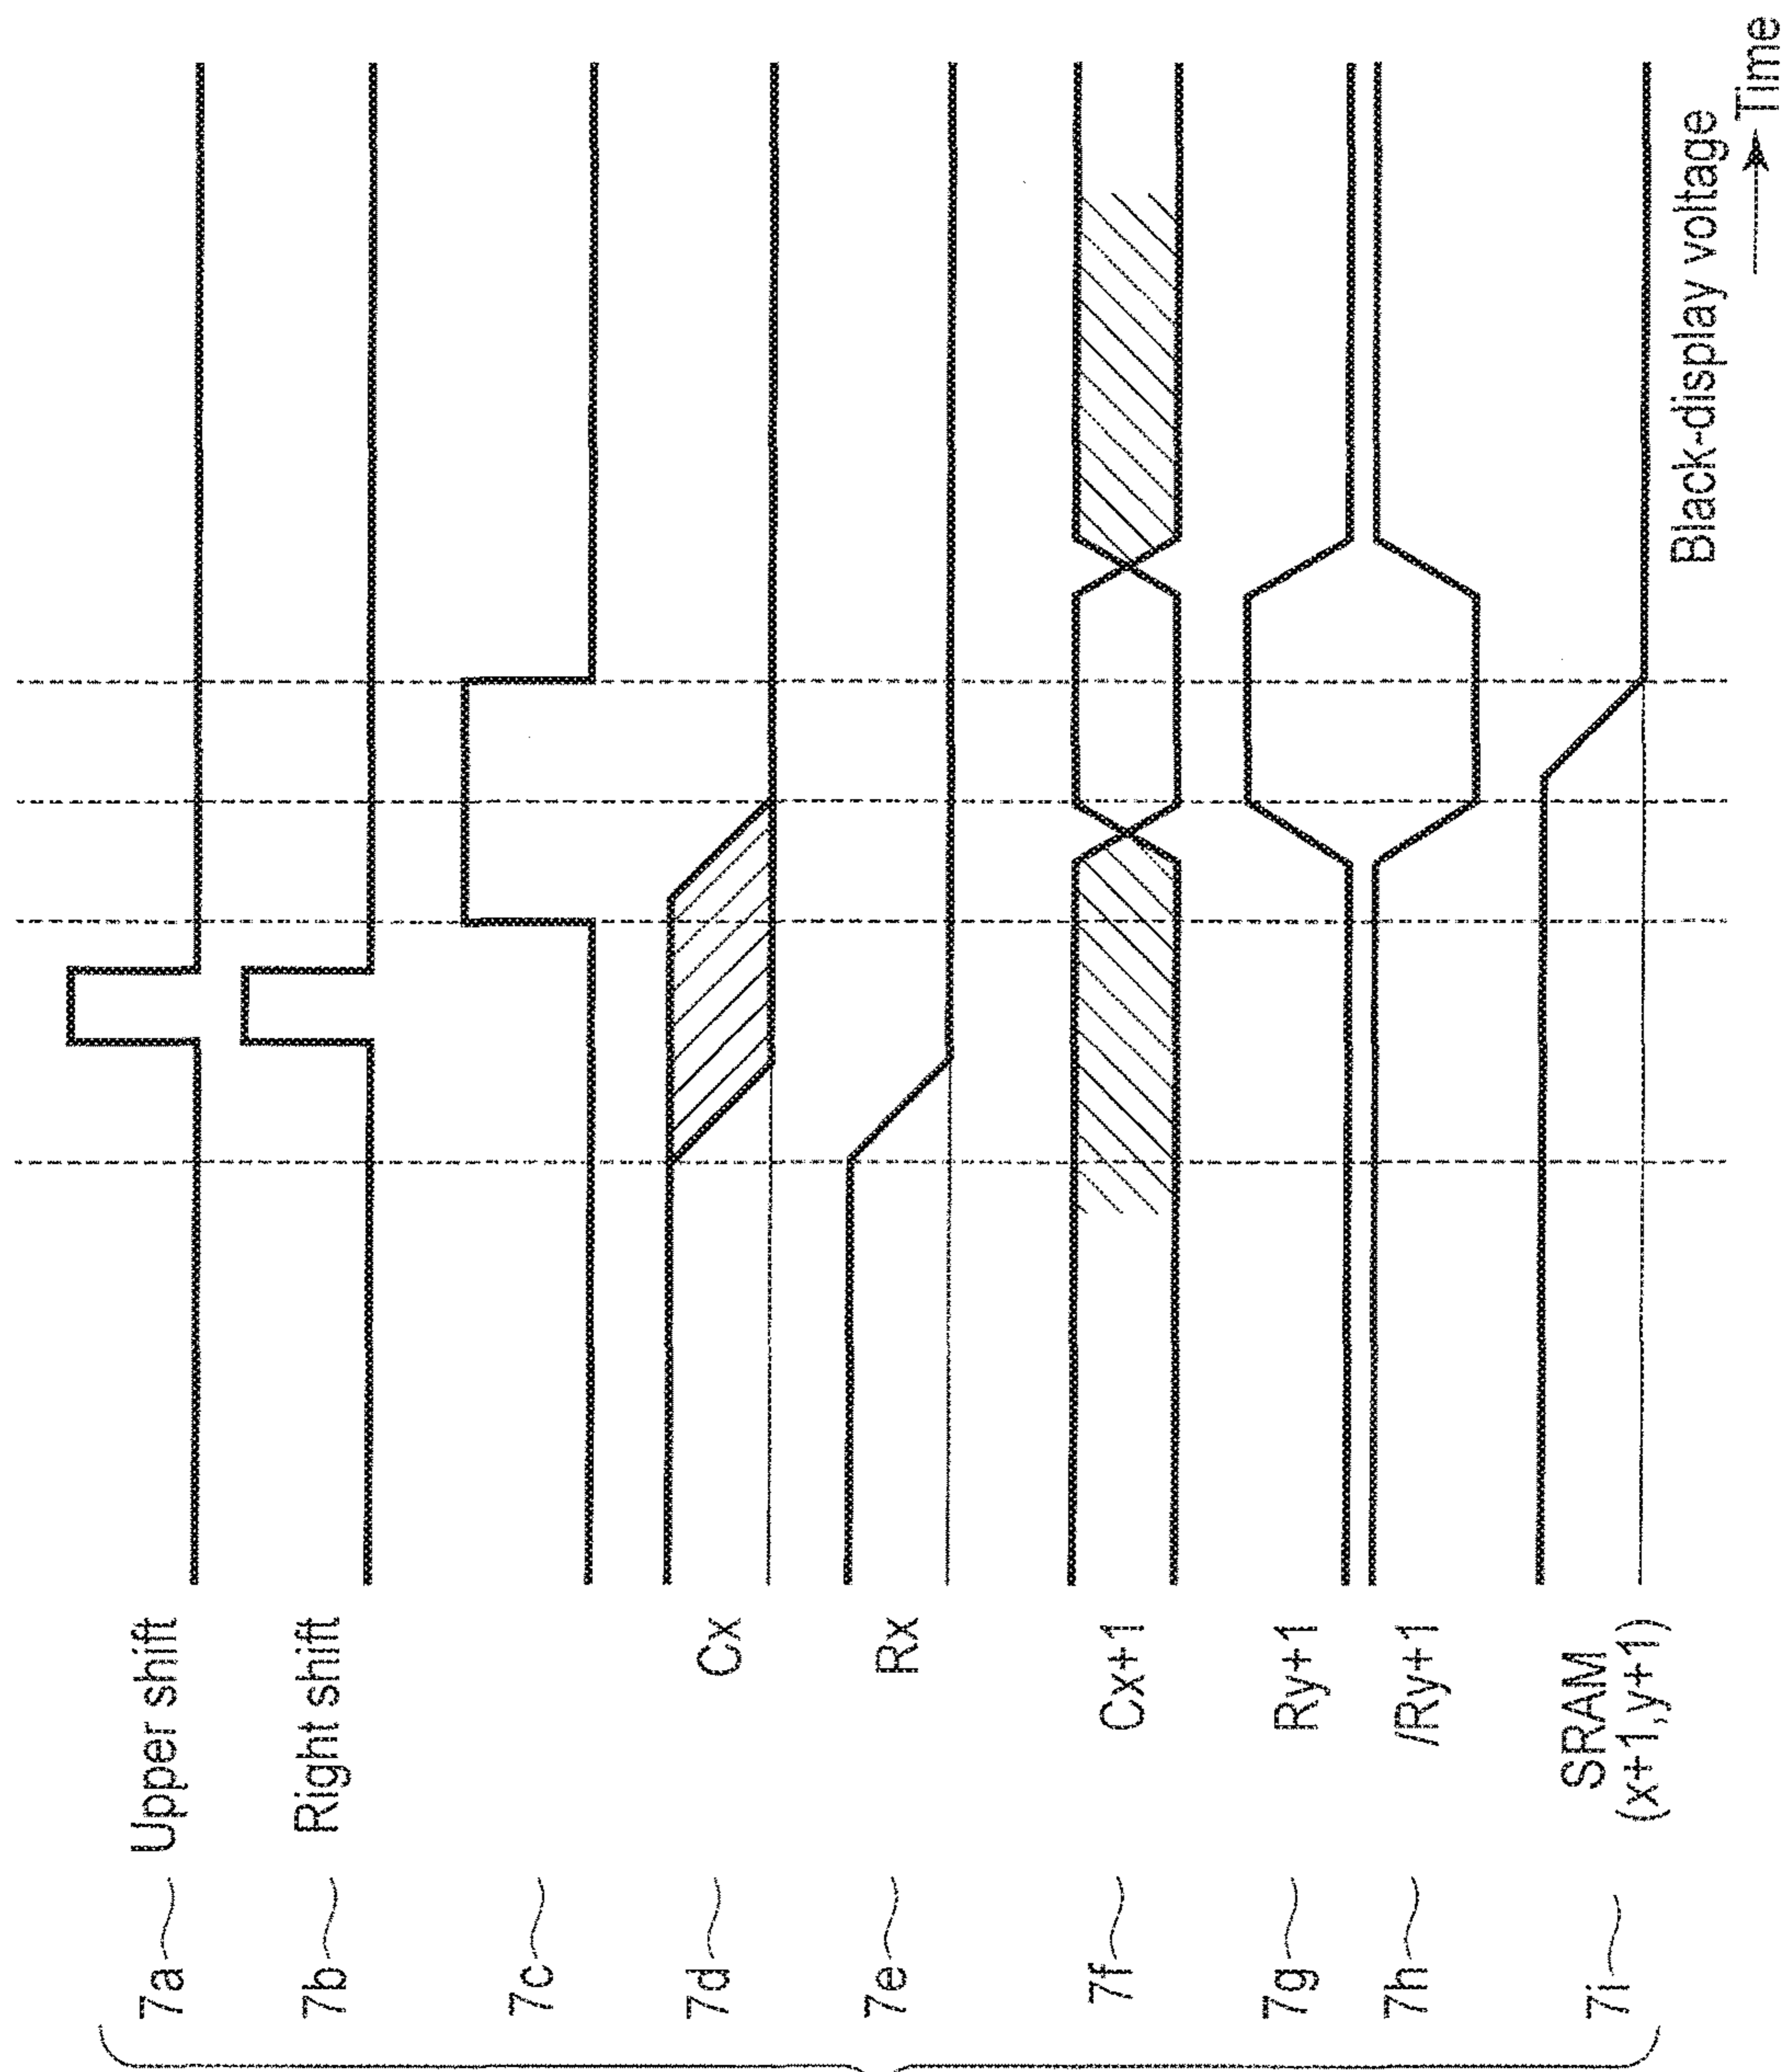 7a Upper shift
7b Right shift
7c
7d Cx
7e Rx
7f Cx+1
7g Ry+1
7h /Ry+1
7i SRAM
(x+1,y+1)
Black-display voltage
Time